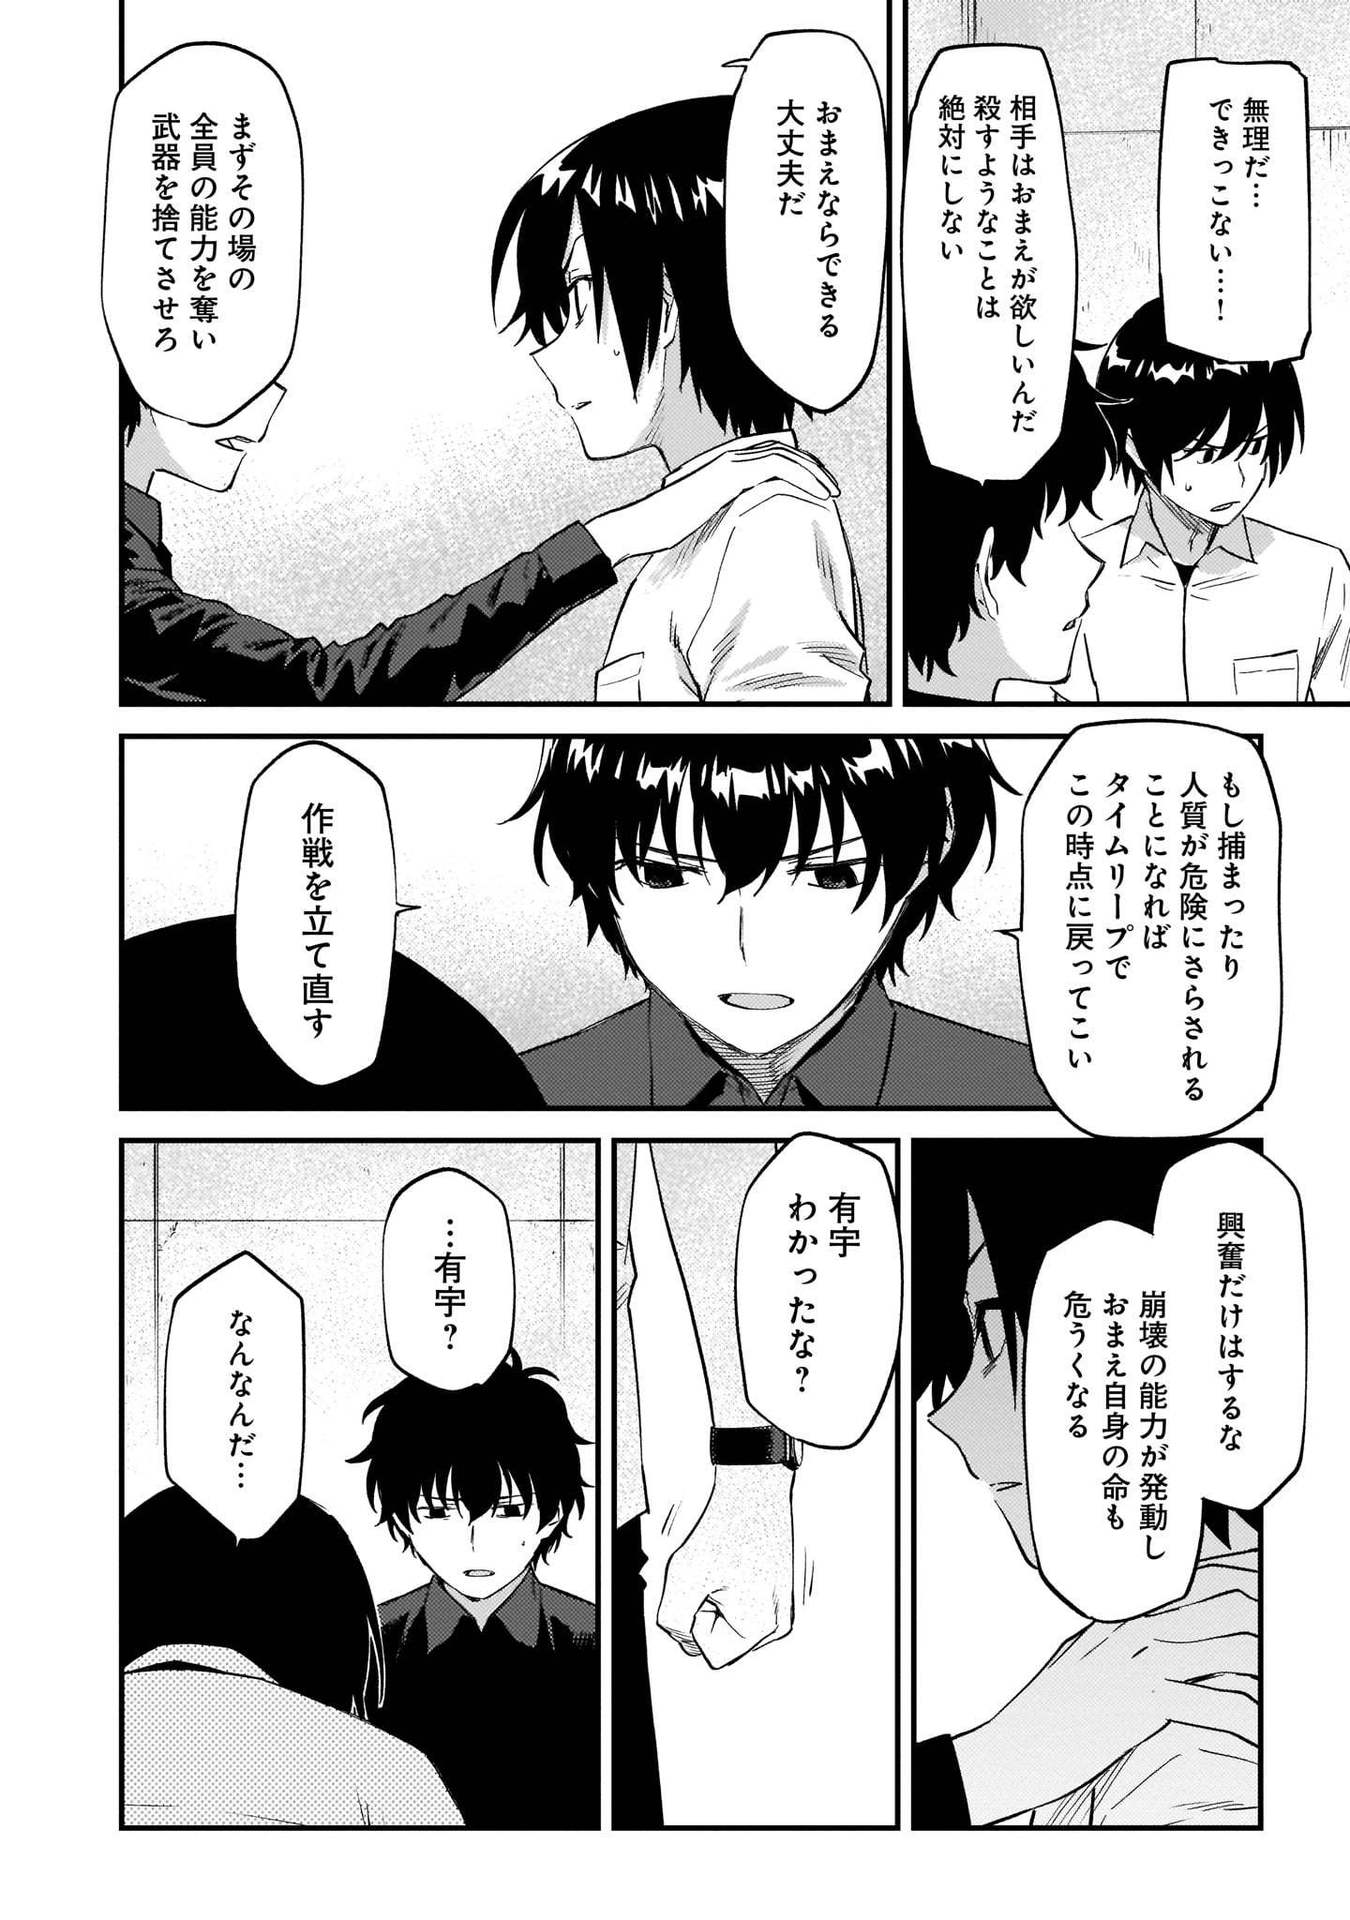 無理だ…
できっこない…！
相手はおまえが欲しいんだ
殺すようなことは
絶対にしない
おまえならできる
大丈夫だ
まずその場の
全員の能力を奪い
武器を捨てさせろ
もし捕まったり
人質が危険にさらされる
ことになれば
タイムリープで
この時点に戻ってこい
作戦を立て直す
興奮だけはするな
崩壊の能力が発動し
おまえ自身の命も
危うくなる
有宇
わかったな？
…有宇？
なんなんだ…